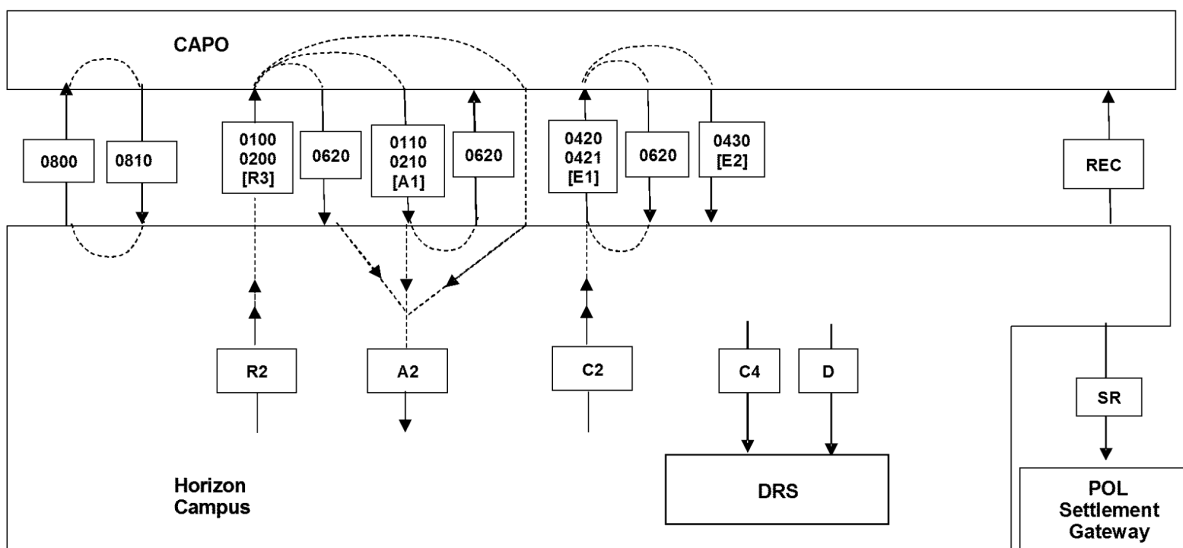 CAPO
0800
0810
0100
0200
[R3]
0620
0110
0210
[A1]
0620
0420
0421
[E1]
0620
0430
[E2]
REC
R2
A2
C2
C4
D
SR
Horizon
Campus
DRS
POL
Settlement
Gateway